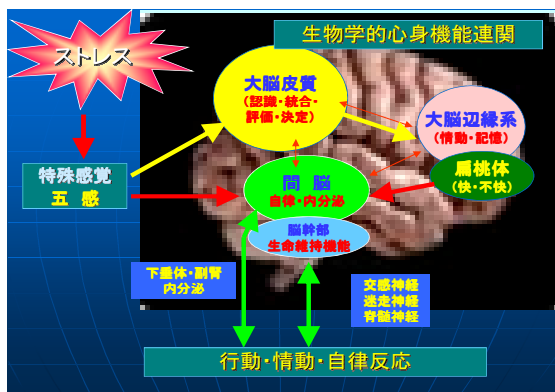 ストレス
生物学的心身機能連関
大脳皮質
(認識・統合・
評価・決定)
大脳辺縁系
(情動・記憶)
扁桃体
(快・不快)
特殊感覚
五 感
間 脳
自律・内分泌
脳幹部
生命維持機能
下垂体・副腎
内分泌
交感神経
迷走神経
脊髄神経
行動・情動・自律反応